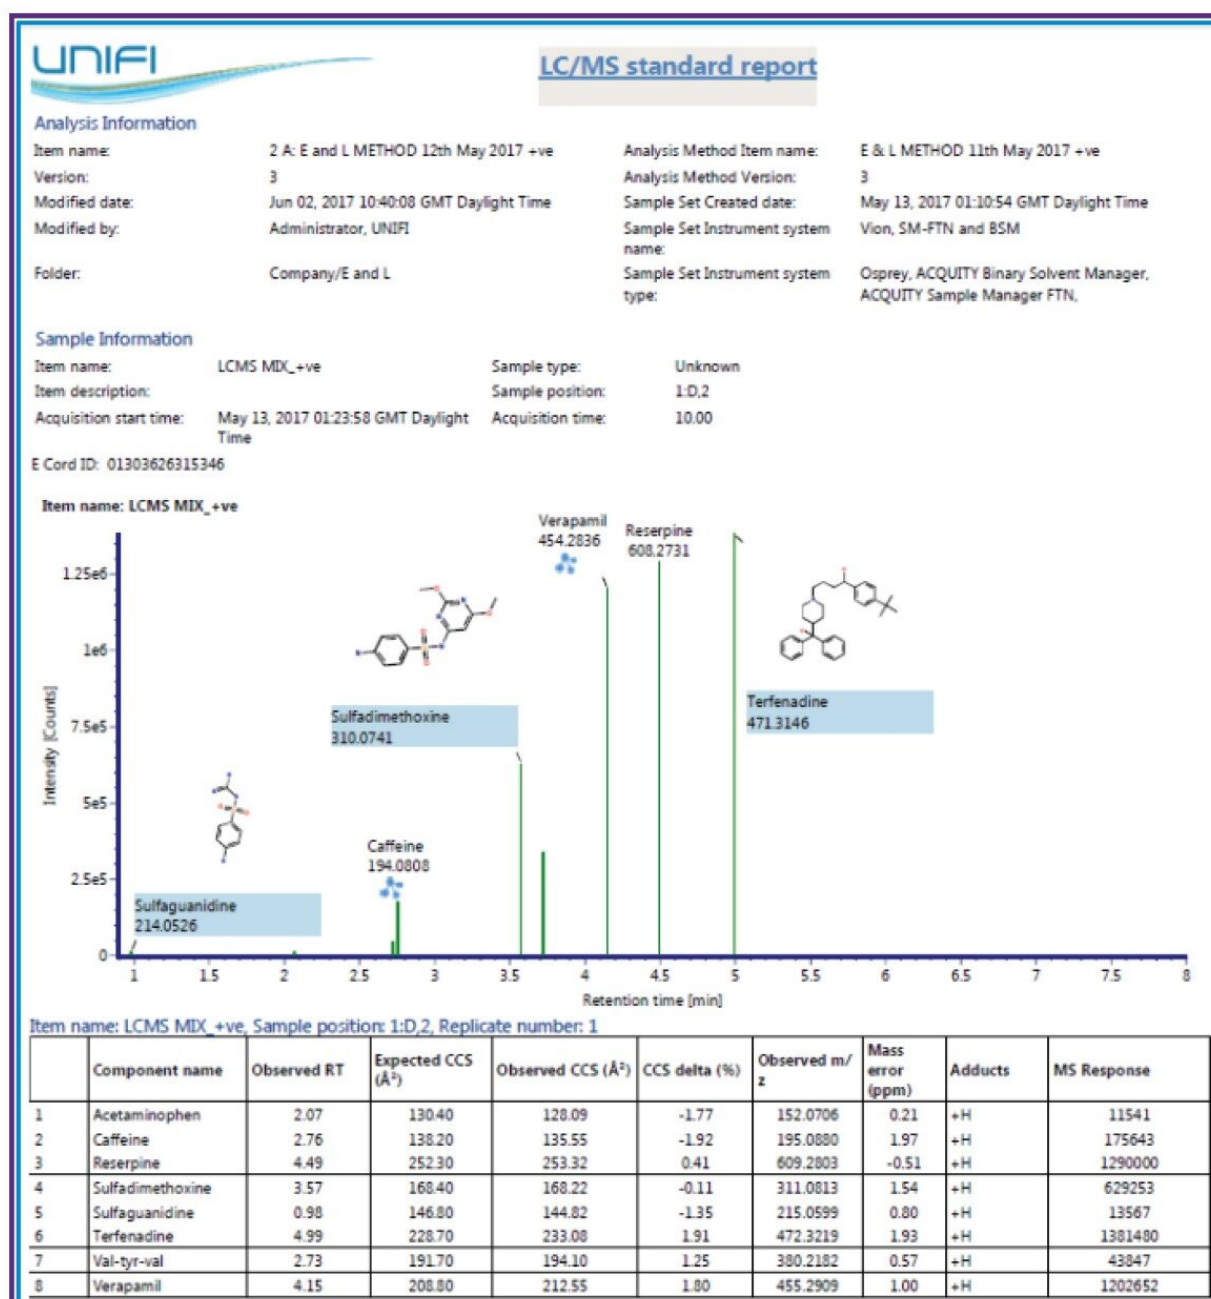 UNIFI
LC/MS standard report
Analysis Information
Item name: 2 A: E and L METHOD 12th May 2017 +ve Analysis Method Item name: E & L METHOD 11th May 2017 +ve
Version: 3 Analysis Method Version: 3
Modified date: Jun 02, 2017 10:40:08 GMT Daylight Time Sample Set Created date: May 13, 2017 01:10:54 GMT Daylight Time
Modified by: Administrator, UNIFI Sample Set Instrument system name: Vion, SM-FTN and BSM
Folder: Company/E and L Sample Set Instrument system type: Osprey, ACQUITY Binary Solvent Manager, ACQUITY Sample Manager FTN,
Sample Information
Item name: LCMS MIX_+ve Sample type: Unknown
Item description: Sample position: 1:D,2
Acquisition start time: May 13, 2017 01:23:58 GMT Daylight Time Acquisition time: 10.00
E Cord ID: 01303626315346
Item name: LCMS MIX_+ve
Verapamil
454.2836
Reserpine
608.2731
1.25e6
1e6
Sulfadimethoxine
310.0741
Terfenadine
471.3146
7.5e5
Intensity [Counts]
5e5
Caffeine
194.0808
2.5e5
Sulfaguanidine
214.0526
0
1 1.5 2 2.5 3 3.5 4 4.5 5 5.5 6 6.5 7 7.5 8
Retention time [min]
Item name: LCMS MIX_+ve, Sample position: 1:D,2, Replicate number: 1
Component name Observed RT Expected CCS (Å²) Observed CCS (Å²) CCS delta (%) Observed m/z Mass error (ppm) Adducts MS Response
1 Acetaminophen 2.07 130.40 128.09 -1.77 152.0706 0.21 +H 11541
2 Caffeine 2.76 138.20 135.55 -1.92 195.0880 1.97 +H 175643
3 Reserpine 4.49 252.30 253.32 0.41 609.2803 -0.51 +H 1290000
4 Sulfadimethoxine 3.57 168.40 168.22 -0.11 311.0813 1.54 +H 629253
5 Sulfaguanidine 0.98 146.80 144.82 -1.35 215.0599 0.80 +H 13567
6 Terfenadine 4.99 228.70 233.08 1.91 472.3219 1.93 +H 1381480
7 Val-tyr-val 2.73 191.70 194.10 1.25 380.2182 0.57 +H 43847
8 Verapamil 4.15 208.80 212.55 1.80 455.2909 1.00 +H 1202652